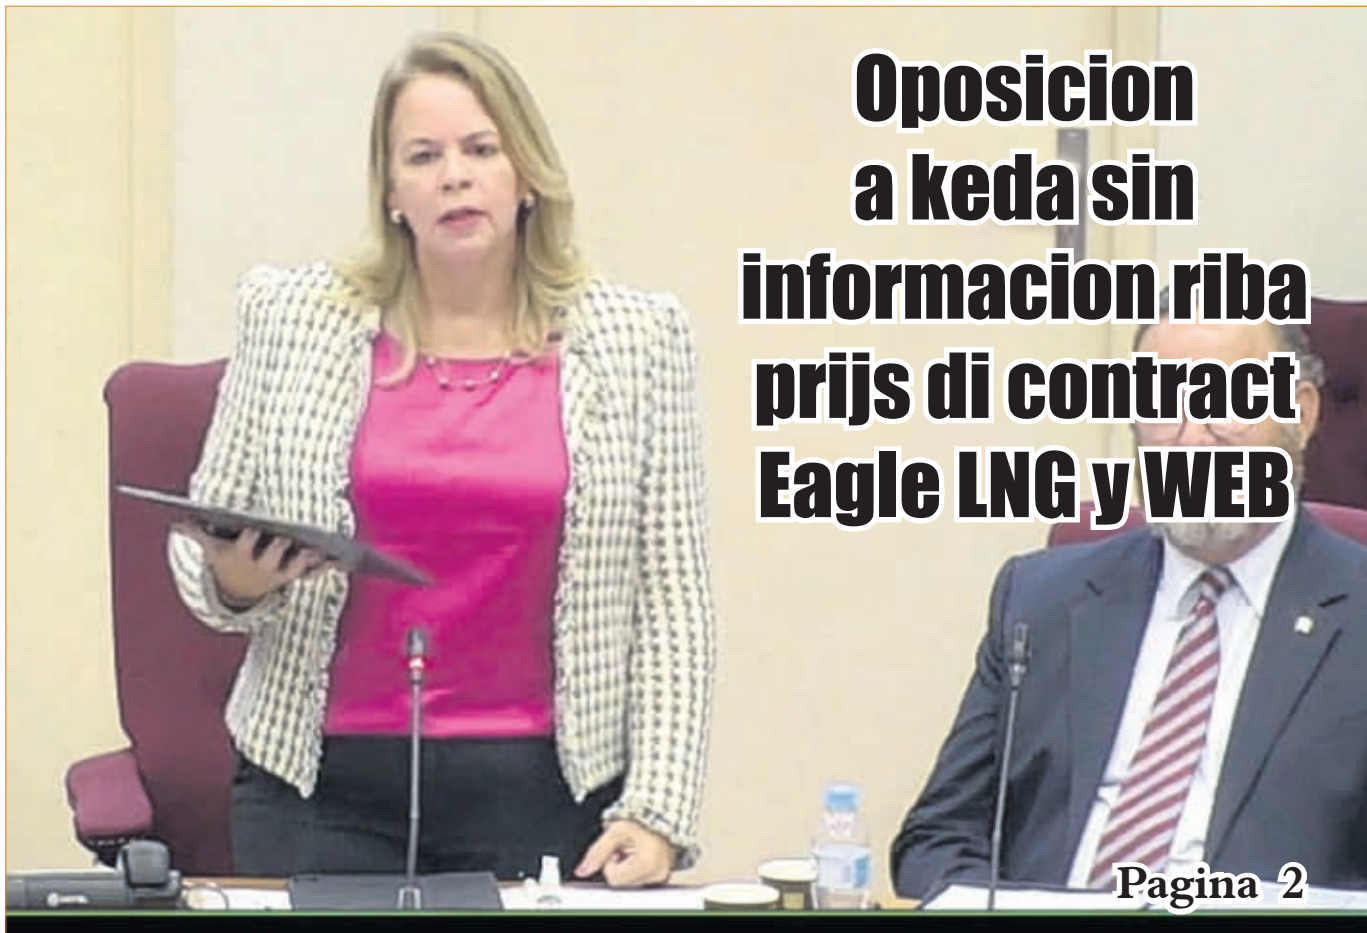 Oposicion
a keda sin
informacion riba
prijs di contract
Eagle LNG y WEB
Pagina 2